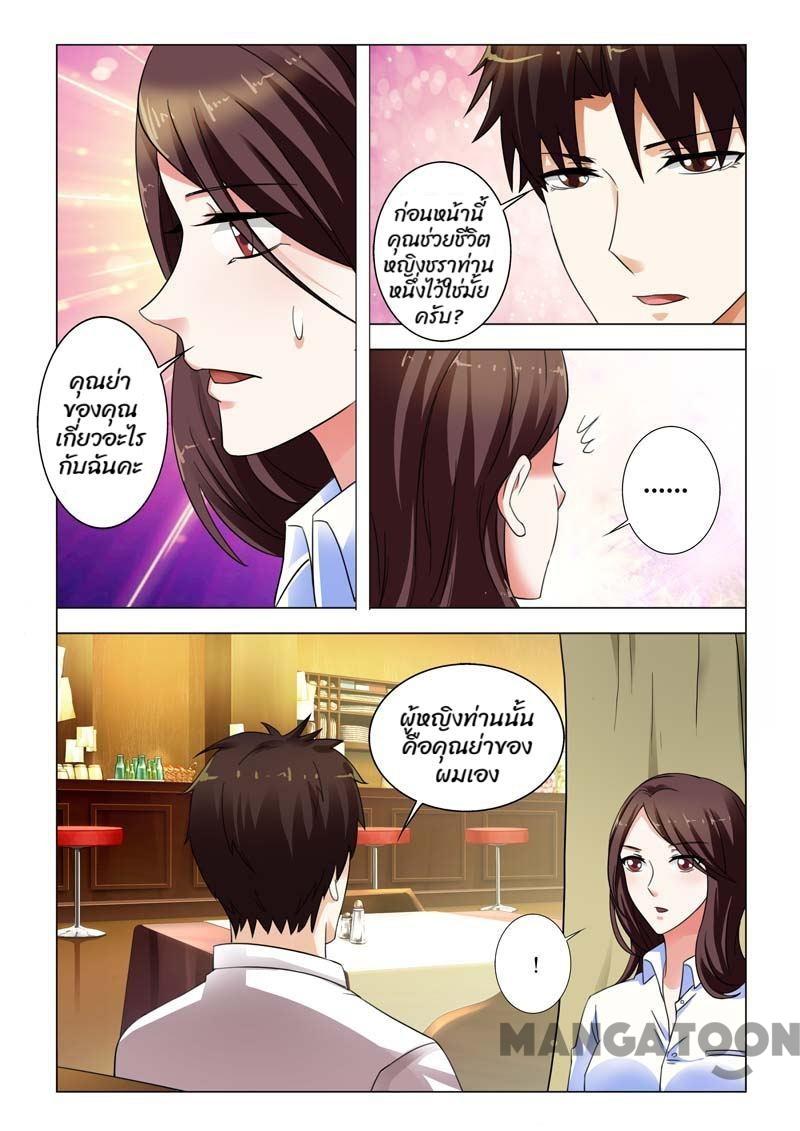 คุณย่า
ของคุณ
เกี่ยวอะไร
กับฉันคะ
ก่อนหน้านี้
คุณช่วยชีวิต
หญิงชราท่าน
หนึ่งไว้ใช่มั้ย
ครับ?
......
ผู้หญิงท่านนั้น
คือคุณย่าของ
ผมเอง
!
MANGATOON